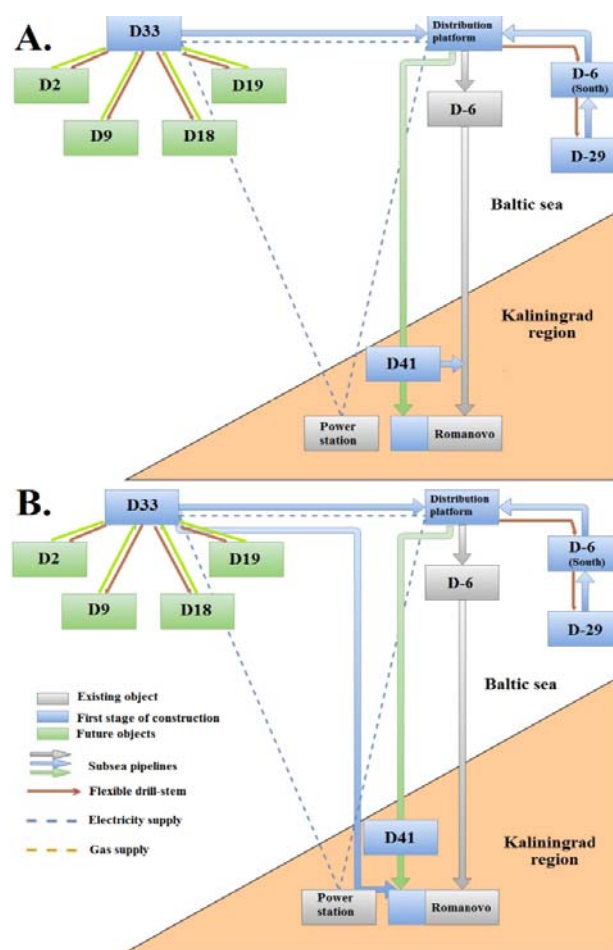 A.
D33
Distribution
platform
D2
D19
D-6
(South)
D9
D18
D-6
D-29
Baltic sea
Kaliningrad
region
D41
Power
station
Romanovo
B.
D33
Distribution
platform
D2
D19
D-6
(South)
D9
D18
D-6
D-29
Existing object
First stage of construction
Future objects
Subsea pipelines
Flexible drill-stem
Electricity supply
Gas supply
Baltic sea
D41
Kaliningrad
region
Power
station
Romanovo